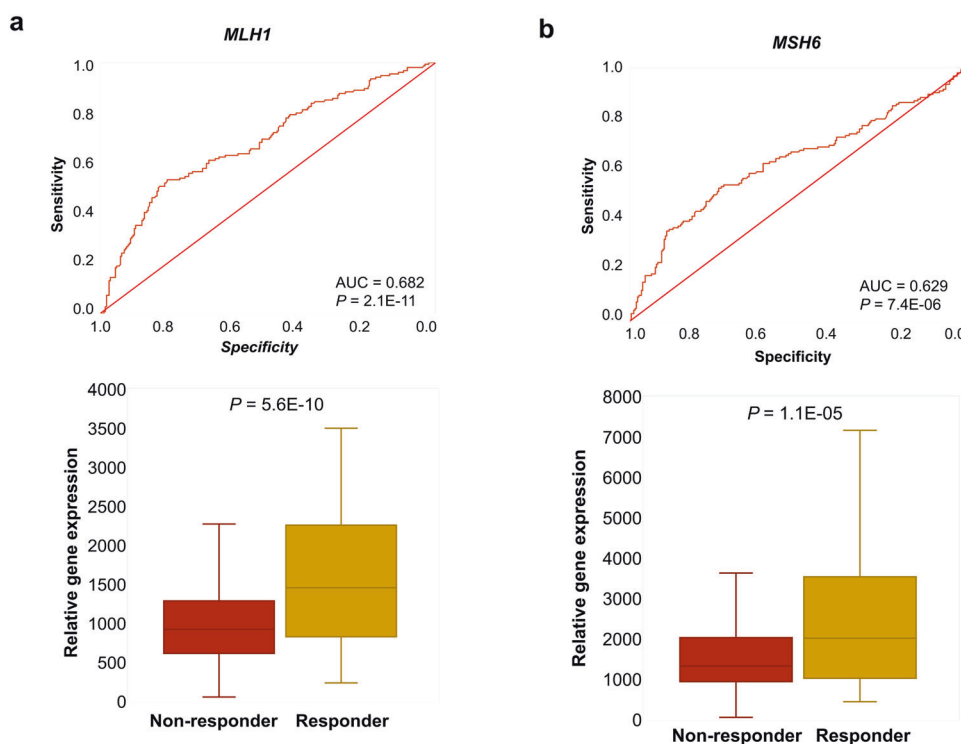 a
MLH1
1.0
0.8
0.6
0.4
0.2
0.0
Sensitivity
AUC = 0.682
P = 2.1E-11
1.0 0.8 0.6 0.4 0.2 0.0
Specificity
4000
3500
3000
2500
2000
1500
1000
500
0
Relative gene expression
P = 5.6E-10
Non-responder Responder
b
MSH6
1.0
0.8
0.6
0.4
0.2
0.0
Sensitivity
AUC = 0.629
P = 7.4E-06
1.0 0.8 0.6 0.4 0.2 0.0
Specificity
8000
7000
6000
5000
4000
3000
2000
1000
0
Relative gene expression
P = 1.1E-05
Non-responder Responder